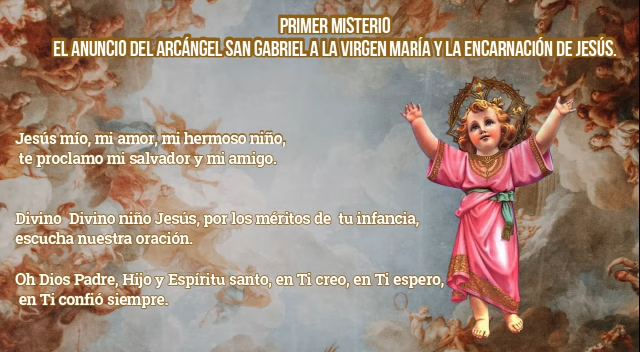 PRIMER MISTERIO
EL ANUNCIO DEL ARCÁNGEL SAN GABRIEL A LA VIRGEN MARÍA Y LA ENCARNACIÓN DE JESÚS.
Jesús mío, mi amor, mi hermoso niño,
te proclamo mi salvador y mi amigo.
Divino Divino niño Jesús, por los méritos de tu infancia,
escucha nuestra oración.
Oh Dios Padre, Hijo y Espíritu santo, en Ti creo, en Ti espero,
en Ti confió siempre.